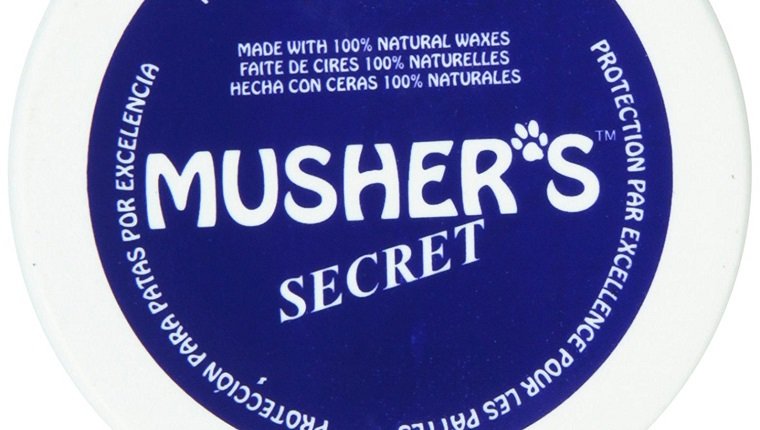 MADE WITH 100% NATURAL WAXES
FAITE DE CIRES 100% NATURELLES
HECHA CON CERAS 100% NATURALES
MUSHER'S™
SECRET
PROTECCIÓN PARA PATAS POR EXCELENCIA
PROTECTION PAR EXCELLENCE POUR LES PATTES